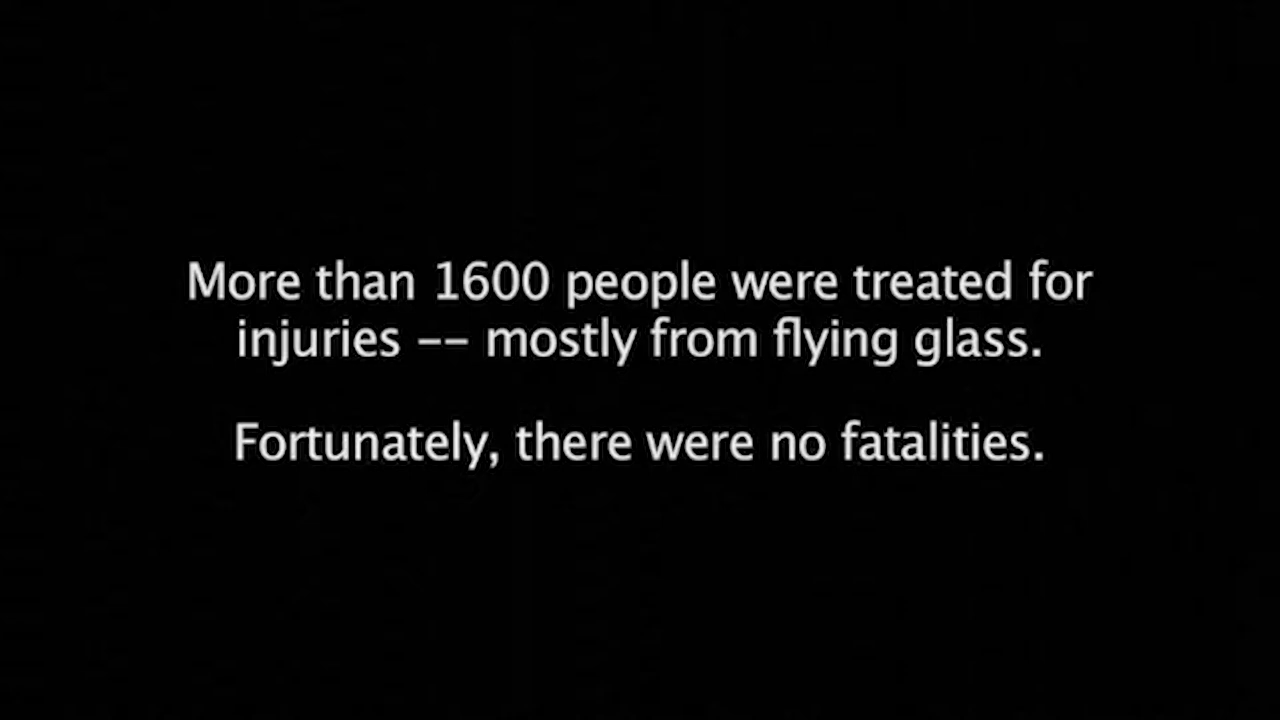 More than 1600 people were treated for
injuries -- mostly from flying glass.
Fortunately, there were no fatalities.